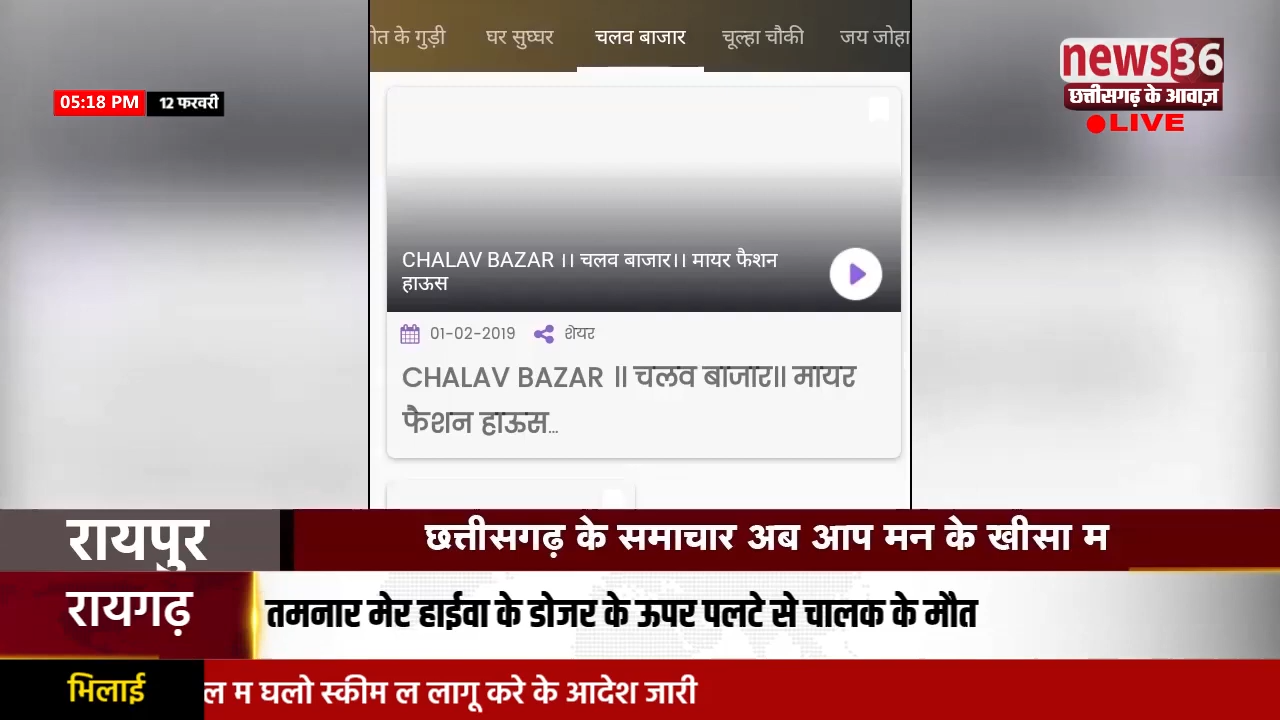 ोत के गुड़ी घर सुघ्घर चलव बाजार चूल्हा चौकी जय जोहा
news36
छत्तीसगढ़ के आवाज़
LIVE
05:18 PM 12 फरवरी
CHALAV BAZAR ।। चलव बाजार।। मायर फैशन
हाऊस
01-02-2019 शेयर
CHALAV BAZAR ।। चलव बाजार।। मायर
फैशन हाऊस...
रायपुर छत्तीसगढ़ के समाचार अब आप मन के खीसा म
रायगढ़ तमनार मेर हाईवा के डोजर के ऊपर पलटे से चालक के मौत
भिलाई ल म घलो स्कीम ल लागू करे के आदेश जारी